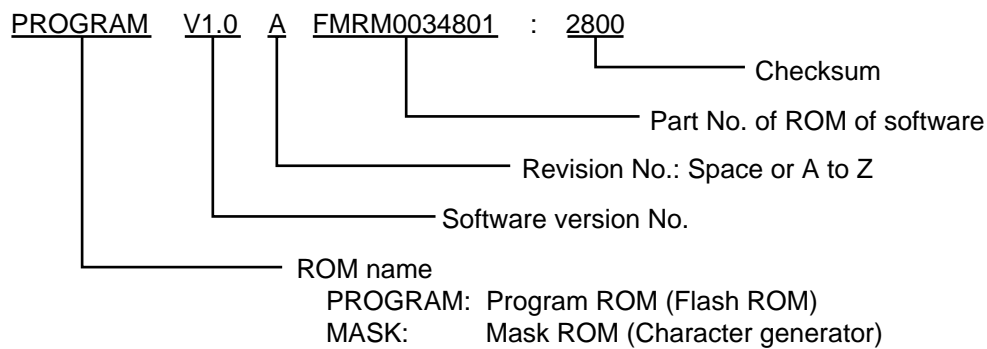 PROGRAM V1.0 A FMRM0034801 : 2800
Checksum
Part No. of ROM of software
Revision No.: Space or A to Z
Software version No.
ROM name
PROGRAM: Program ROM (Flash ROM)
MASK: Mask ROM (Character generator)